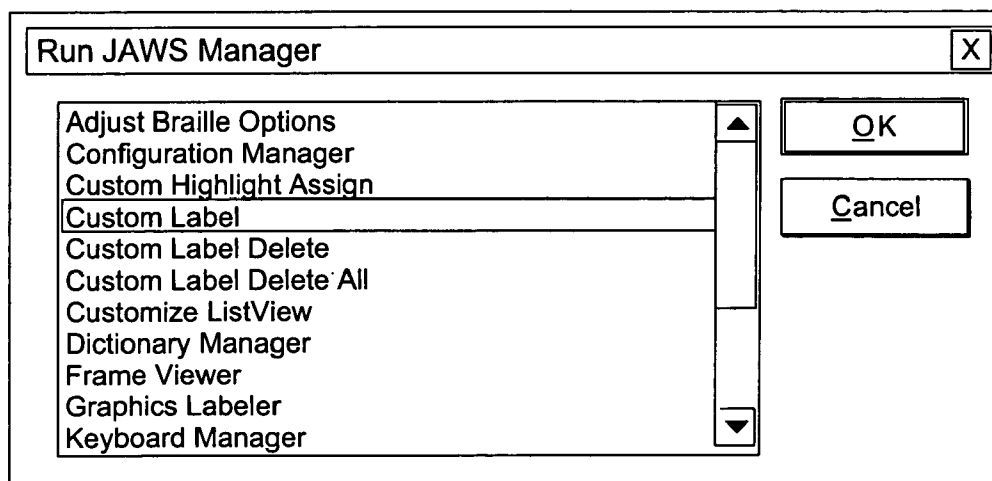 Run JAWS Manager X
Adjust Braille Options
Configuration Manager
Custom Highlight Assign
Custom Label
Custom Label Delete
Custom Label Delete All
Customize ListView
Dictionary Manager
Frame Viewer
Graphics Labeler
Keyboard Manager
OK
Cancel